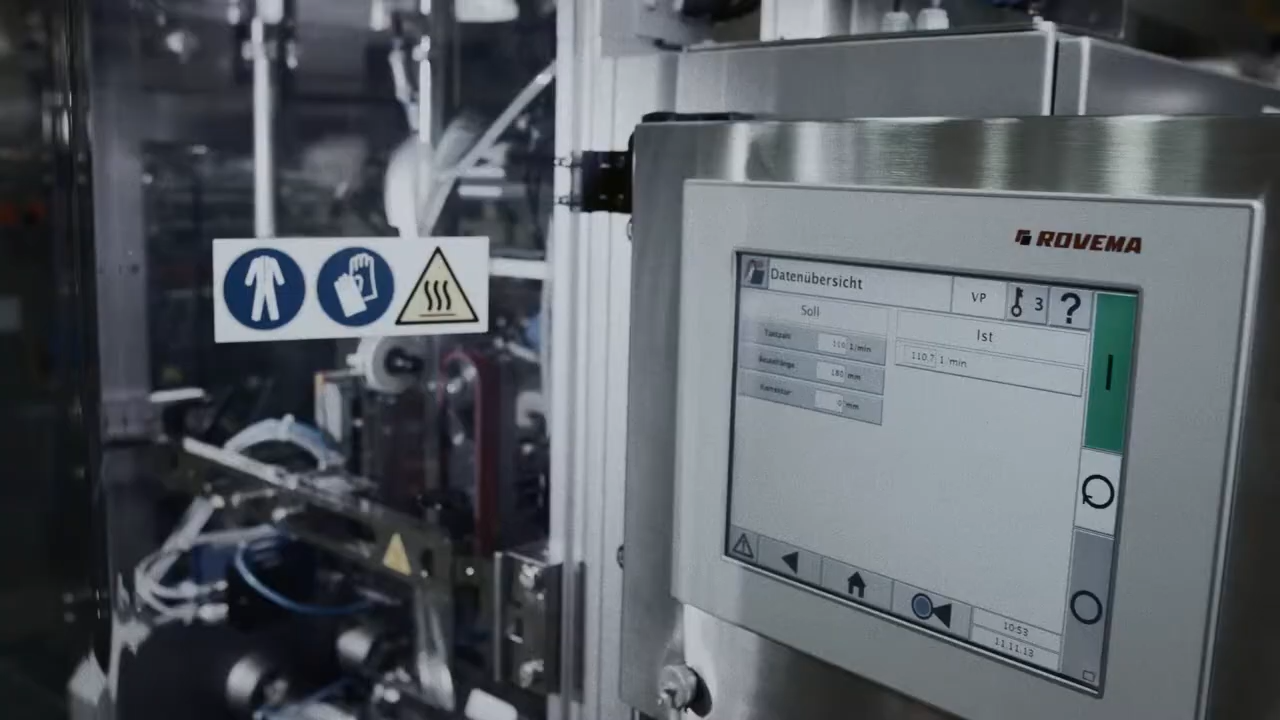 ROVEMA
Datenübersicht
VP
3
?
Soll
Ist
Taktzahl 110 1/min
110.7 1/min
Beutellänge 180 mm
0 mm
10:53
11.11.13